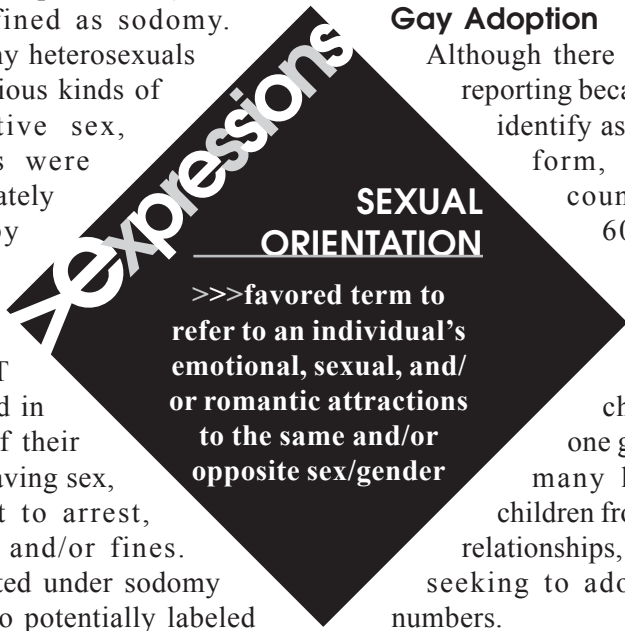 fined as sodomy.
ny heterosexuals
ious kinds of
tive sex,
s were
ately
by
T
d in
f their
aving sex,
t to arrest,
and/or fines.
ted under sodomy
o potentially labeled
>expressions
SEXUAL
ORIENTATION
>>>favored term to
refer to an individual’s
emotional, sexual, and/
or romantic attractions
to the same and/or
opposite sex/gender
Gay Adoption
Although there
reporting beca
identify as
form,
coun
60
ch
one g
many
children fro
relationships,
seeking to ado
numbers.